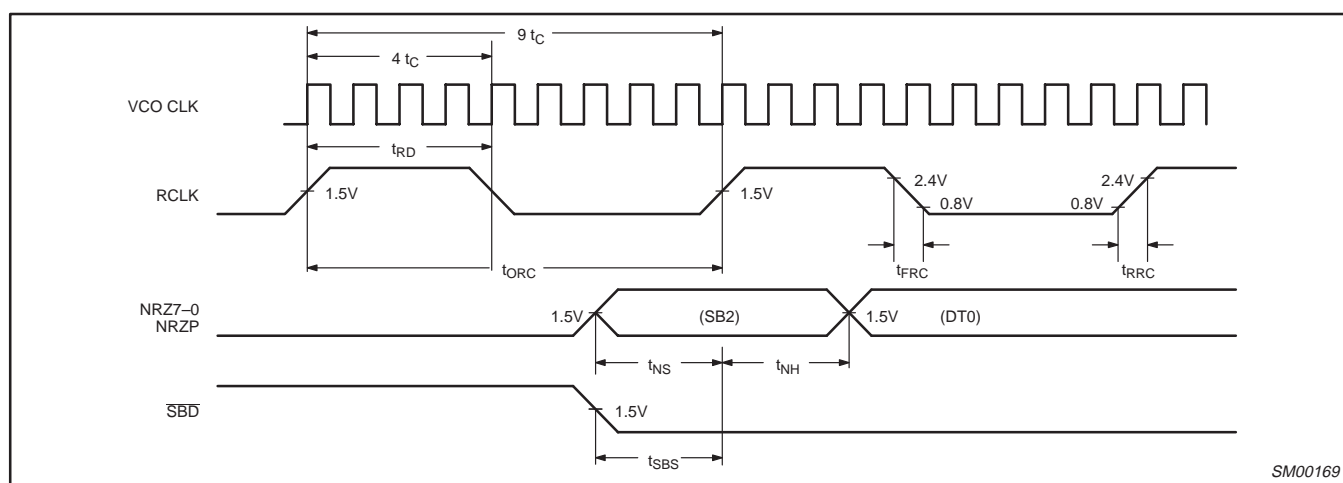 9 tC
4 tC
VCO CLK
tRD
RCLK
1.5V
1.5V
2.4V
0.8V
2.4V
0.8V
tORC
tFRC
tRRC
NRZ7–0
NRZP
1.5V
(SB2)
1.5V
(DT0)
tNS
tNH
SBD
1.5V
tSBS
SM00169